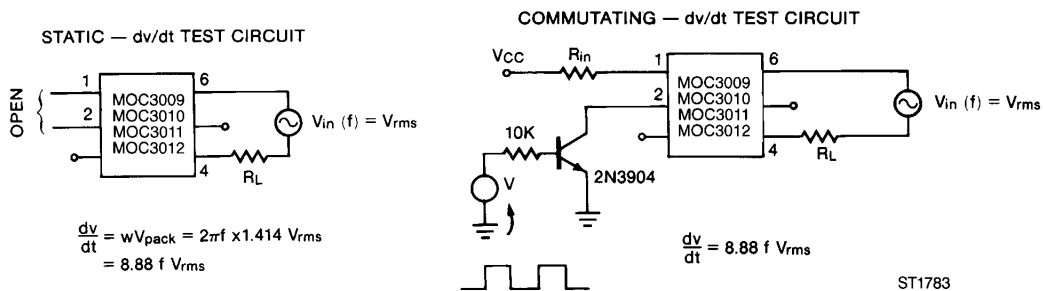 STATIC — dv/dt TEST CIRCUIT
OPEN
1
2
6
4
MOC3009
MOC3010
MOC3011
MOC3012
Vin (f) = Vrms
RL
dv/dt = wVpack = 2πf x1.414 Vrms
= 8.88 f Vrms
COMMUTATING — dv/dt TEST CIRCUIT
VCC
Rin
1
2
6
4
MOC3009
MOC3010
MOC3011
MOC3012
Vin (f) = Vrms
RL
10K
V
2N3904
dv/dt = 8.88 f Vrms
ST1783